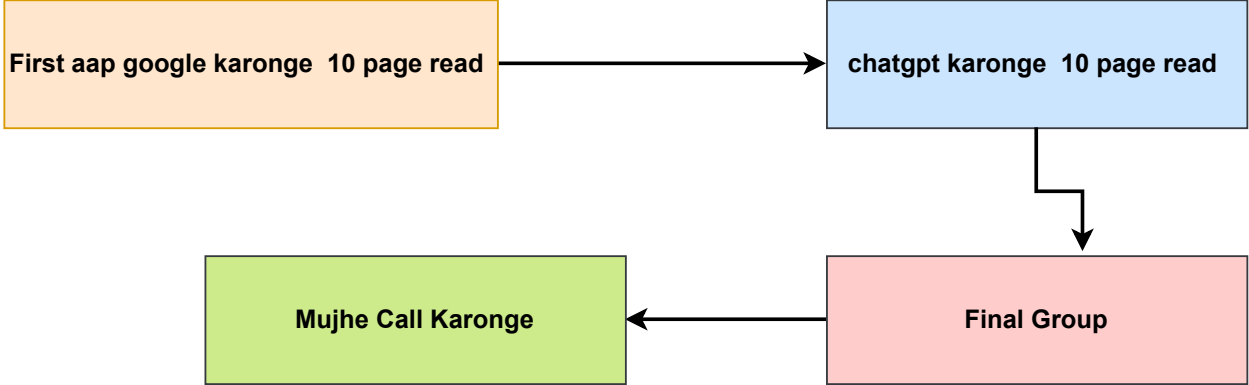 First aap google karonge 10 page read
chatgpt karonge 10 page read
Final Group
Mujhe Call Karonge